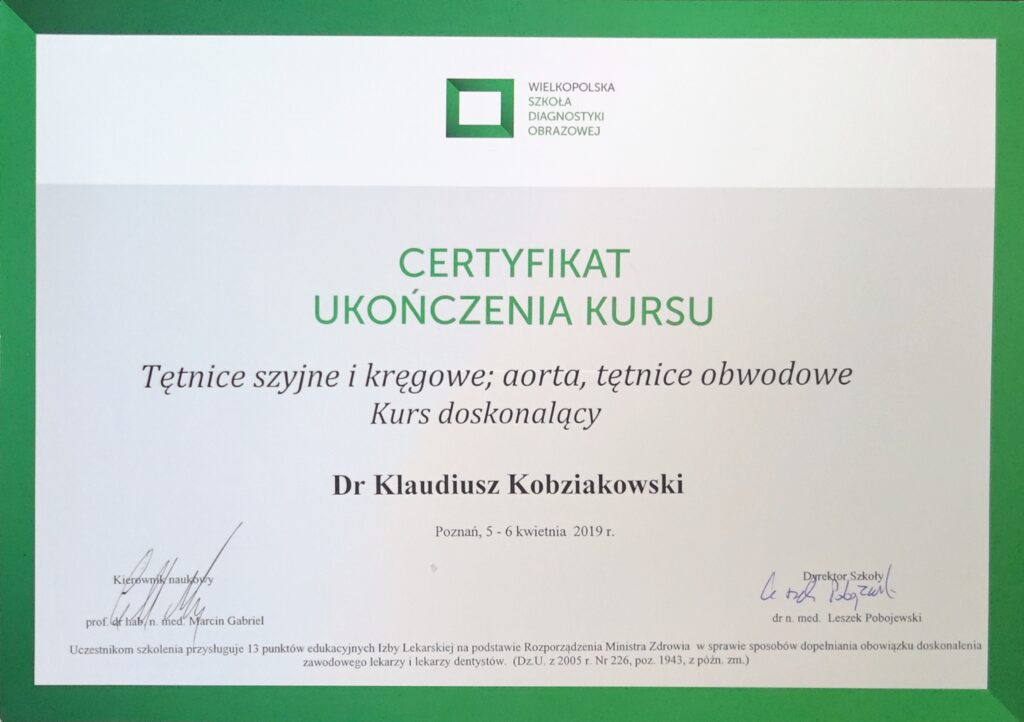 WIELKOPOLSKA
SZKOŁA
DIAGNOSTYKI
OBRAZOWEJ
CERTYFIKAT
UKOŃCZENIA KURSU
Tętnice szyjne i kręgowe; aorta, tętnice obwodowe
Kurs doskonalący
Dr Klaudiusz Kobziakowski
Poznań, 5 - 6 kwietnia 2019 r.
Kierownik naukowy
prof. dr hab. n. med. Marcin Gabriel
Dyrektor Szkoły
dr n. med. Leszek Pobojewski
Uczestnikom szkolenia przysługuje 13 punktów edukacyjnych Izby Lekarskiej na podstawie Rozporządzenia Ministra Zdrowia w sprawie sposobów dopełniania obowiązku doskonalenia
zawodowego lekarzy i lekarzy dentystów. (Dz.U. z 2005 r. Nr 226, poz. 1943, z późn. zm.)